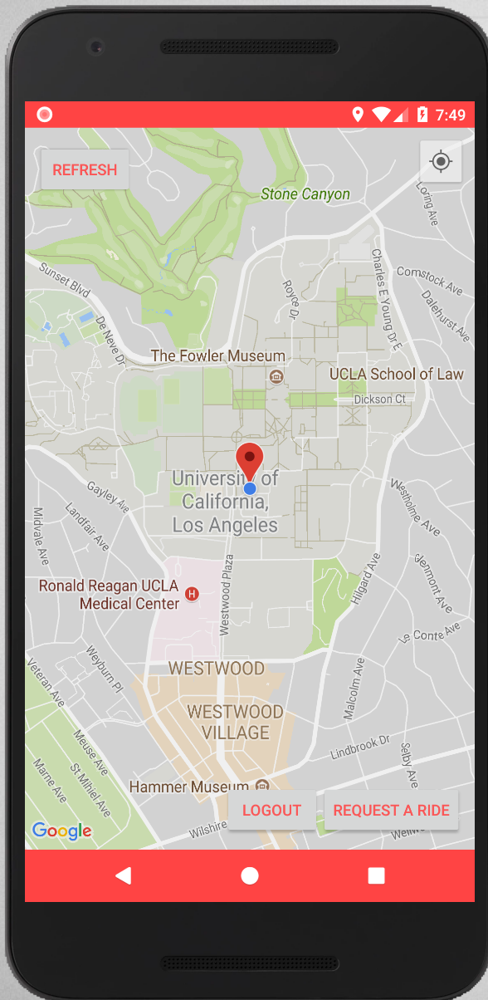 7:49
REFRESH
Stone Canyon
Loring Ave
Sunset Blvd
Charles E Young Dr E
Comstock Ave
Royce Dr
Dalehurst Ave
De Neve Dr
The Fowler Museum
UCLA School of Law
Dickson Ct
University of
California,
Los Angeles
Gayley Ave
Westholme Ave
Landfair Ave
Midvale Ave
Glenmont Ave
Westwood Plaza
Hilgard Ave
Ronald Reagan UCLA
Medical Center
H
Le Conte Ave
Weyburn Pl
WESTWOOD
Veteran Ave
Malcolm Ave
WESTWOOD
VILLAGE
Meuse Ave
Lindbrook Dr
Selby Ave
Marne Ave
St Mihiel Ave
Hammer Museum
LOGOUT
REQUEST A RIDE
Google
Wilshire